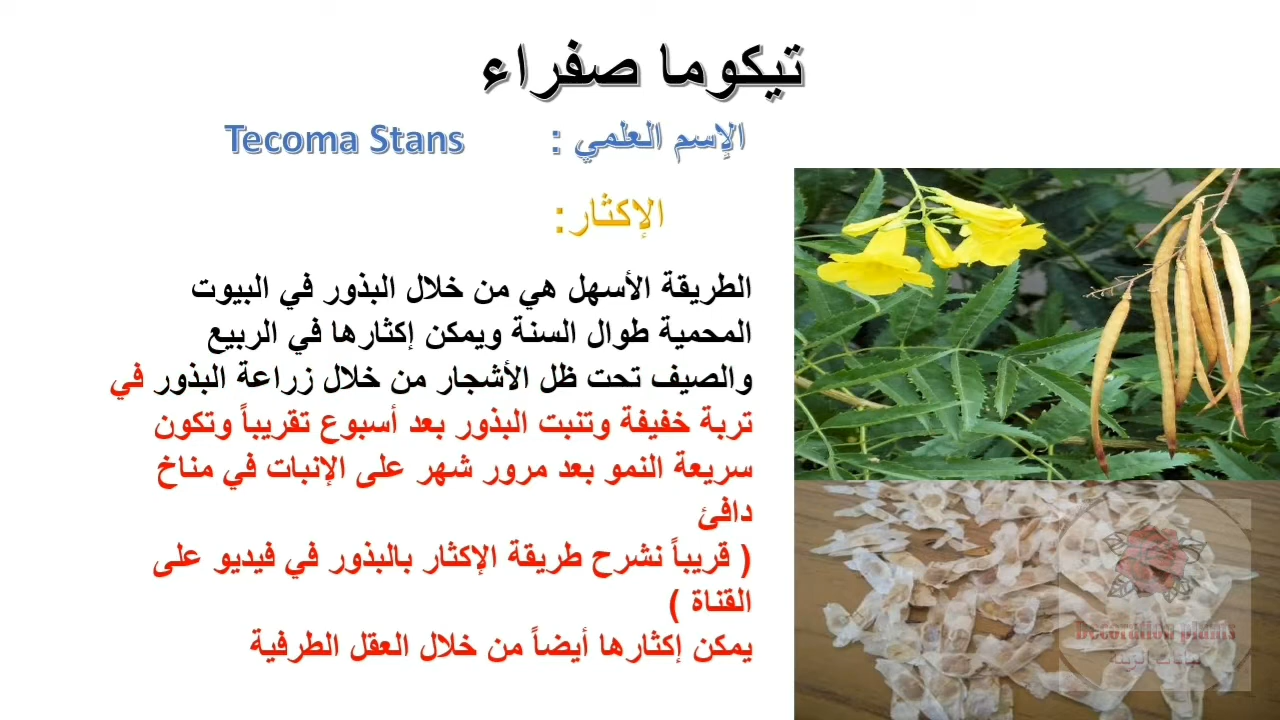 تيكوما صفراء
الإسم العلمي : Tecoma Stans
الإكثار:
الطريقة الأسهل هي من خلال البذور في البيوت
المحمية طوال السنة ويمكن إكثارها في الربيع
والصيف تحت ظل الأشجار من خلال زراعة البذور في
تربة خفيفة وتنبت البذور بعد أسبوع تقريباً وتكون
سريعة النمو بعد مرور شهر على الإنبات في مناخ
دافئ
( قريباً نشرح طريقة الإكثار بالبذور في فيديو على
القناة )
يمكن إكثارها أيضاً من خلال العقل الطرفية
Decoration plants
نباتات الزينة